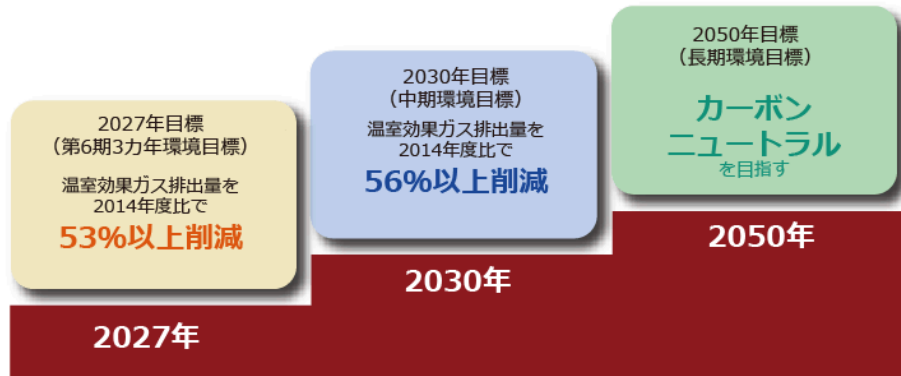 2027年目標
(第6期3カ年環境目標)
温室効果ガス排出量を
2014年度比で
53%以上削減
2027年
2030年目標
(中期環境目標)
温室効果ガス排出量を
2014年度比で
56%以上削減
2030年
2050年目標
(長期環境目標)
カーボン
ニュートラル
を目指す
2050年